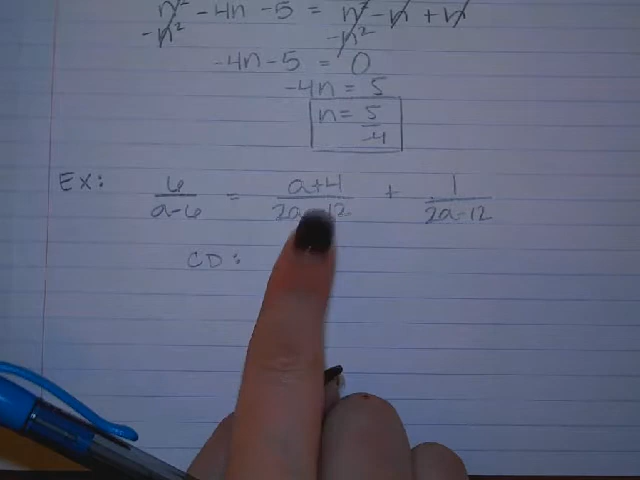 n² - 4n - 5 = n² - n + n
-n² -n²
-4n - 5 = 0
-4n = 5
n = 5/-4
EX: 6/a-6 = a+4/2a-12 + 1/2a-12
CD: